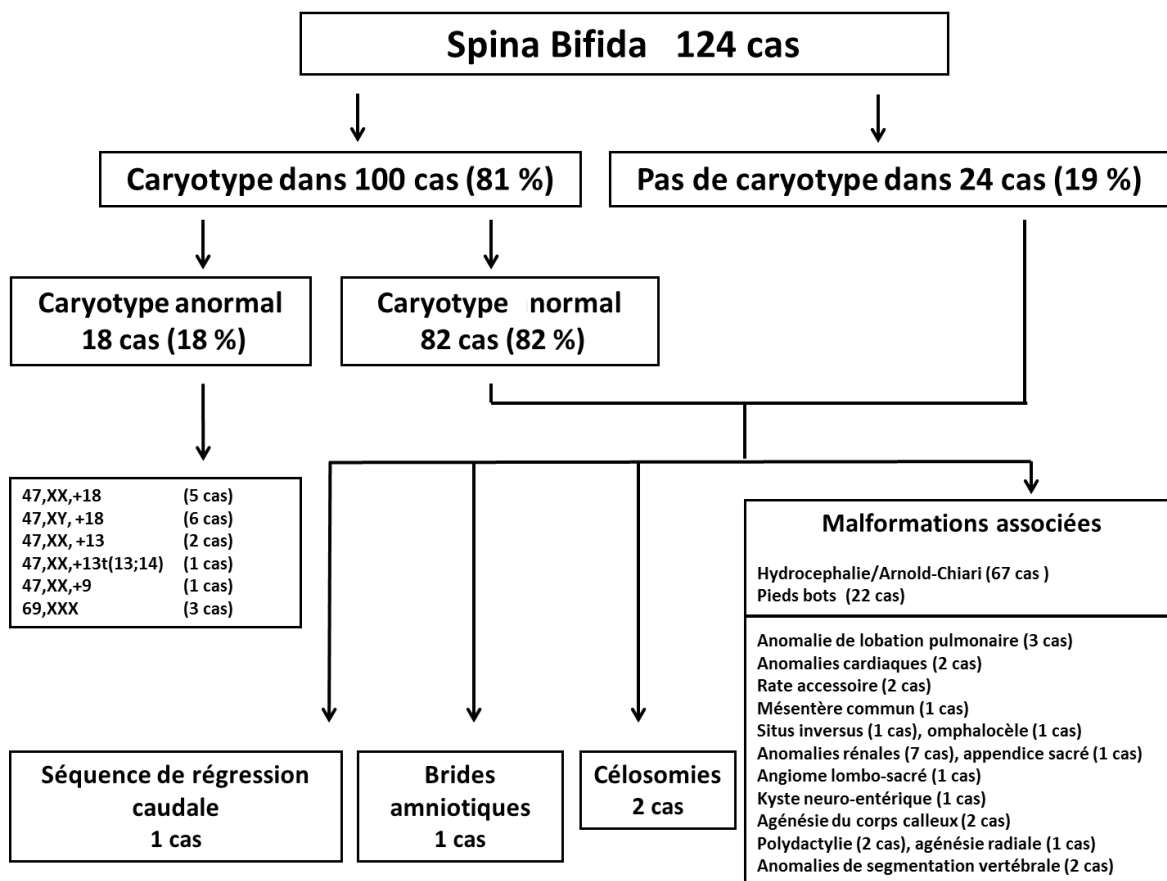 Spina Bifida 124 cas
Caryotype dans 100 cas (81 %)
Pas de caryotype dans 24 cas (19 %)
Caryotype anormal
18 cas (18 %)
Caryotype normal
82 cas (82 %)
47,XX,+18 (5 cas)
47,XY, +18 (6 cas)
47,XX, +13 (2 cas)
47,XX,+13t(13;14) (1 cas)
47,XX,+9 (1 cas)
69,XXX (3 cas)
Séquence de régression
caudale
1 cas
Brides
amniotiques
1 cas
Célosomies
2 cas
Malformations associées
Hydrocephalie/Arnold-Chiari (67 cas )
Pieds bots (22 cas)
Anomalie de lobation pulmonaire (3 cas)
Anomalies cardiaques (2 cas)
Rate accessoire (2 cas)
Mésentère commun (1 cas)
Situs inversus (1 cas), omphalocèle (1 cas)
Anomalies rénales (7 cas), appendice sacré (1 cas)
Angiome lombo-sacré (1 cas)
Kyste neuro-entérique (1 cas)
Agénésie du corps calleux (2 cas)
Polydactylie (2 cas), agénésie radiale (1 cas)
Anomalies de segmentation vertébrale (2 cas)